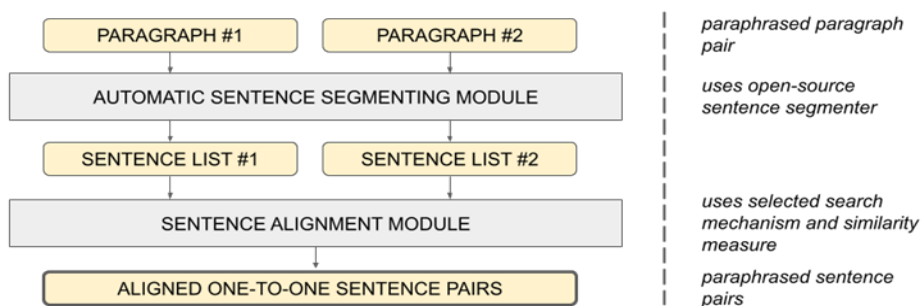 PARAGRAPH #1
PARAGRAPH #2
paraphrased paragraph
pair
AUTOMATIC SENTENCE SEGMENTING MODULE
uses open-source
sentence segmenter
SENTENCE LIST #1
SENTENCE LIST #2
SENTENCE ALIGNMENT MODULE
uses selected search
mechanism and similarity
measure
ALIGNED ONE-TO-ONE SENTENCE PAIRS
paraphrased sentence
pairs